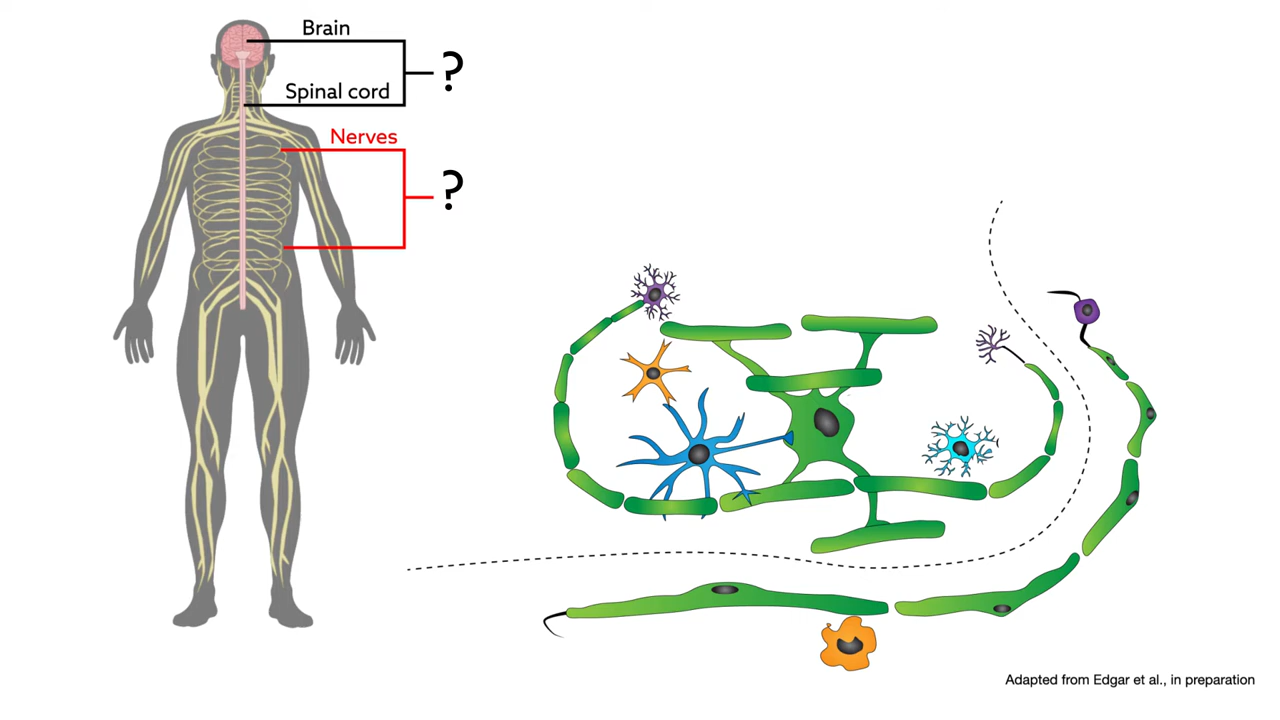 Brain
?
Spinal cord
Nerves
?
Adapted from Edgar et al., in preparation